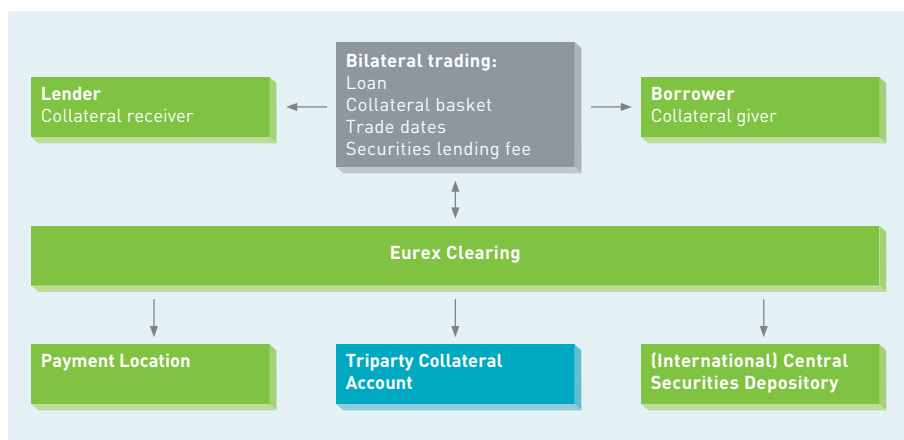 Bilateral trading:
Loan
Collateral basket
Trade dates
Securities lending fee
Lender
Collateral receiver
Borrower
Collateral giver
Eurex Clearing
Payment Location
Triparty Collateral
Account
(International) Central
Securities Depository